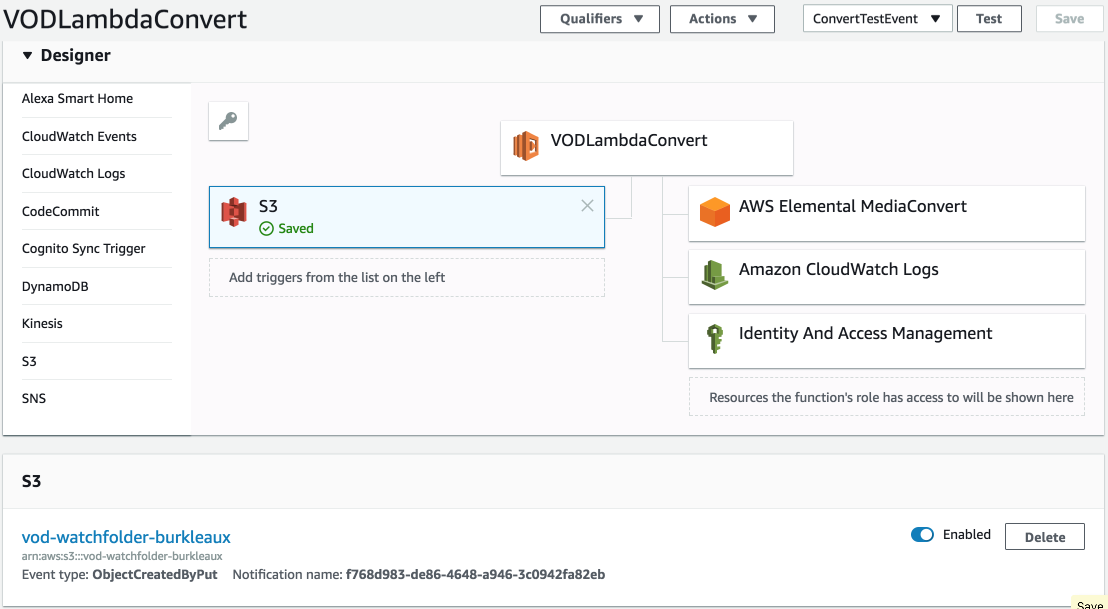 VODLambdaConvert
Qualifiers
Actions
ConvertTestEvent
Test
Save
Designer
Alexa Smart Home
CloudWatch Events
CloudWatch Logs
CodeCommit
Cognito Sync Trigger
DynamoDB
Kinesis
S3
SNS
VODLambdaConvert
S3
Saved
Add triggers from the list on the left
AWS Elemental MediaConvert
Amazon CloudWatch Logs
Identity And Access Management
Resources the function's role has access to will be shown here
S3
vod-watchfolder-burkleaux
arn:aws:s3:::vod-watchfolder-burkleaux
Event type: ObjectCreatedByPut Notification name: f768d983-de86-4648-a946-3c0942fa82eb
Enabled
Delete
Save